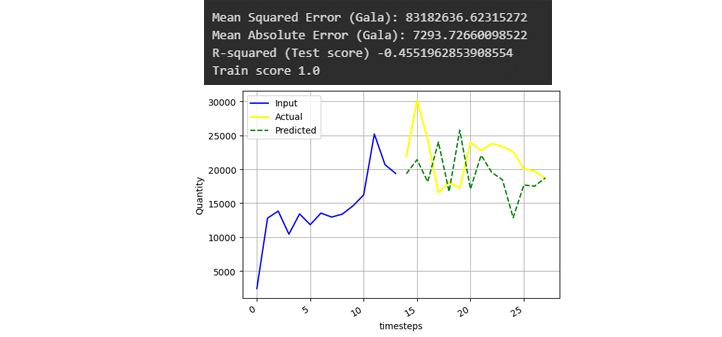 Mean Squared Error (Gala): 83182636.62315272
Mean Absolute Error (Gala): 7293.72660098522
R-squared (Test score) -0.4551962853908554
Train score 1.0
Input
Actual
Predicted
30000
25000
20000
15000
10000
5000
Quantity
0
5
10
15
20
25
timesteps